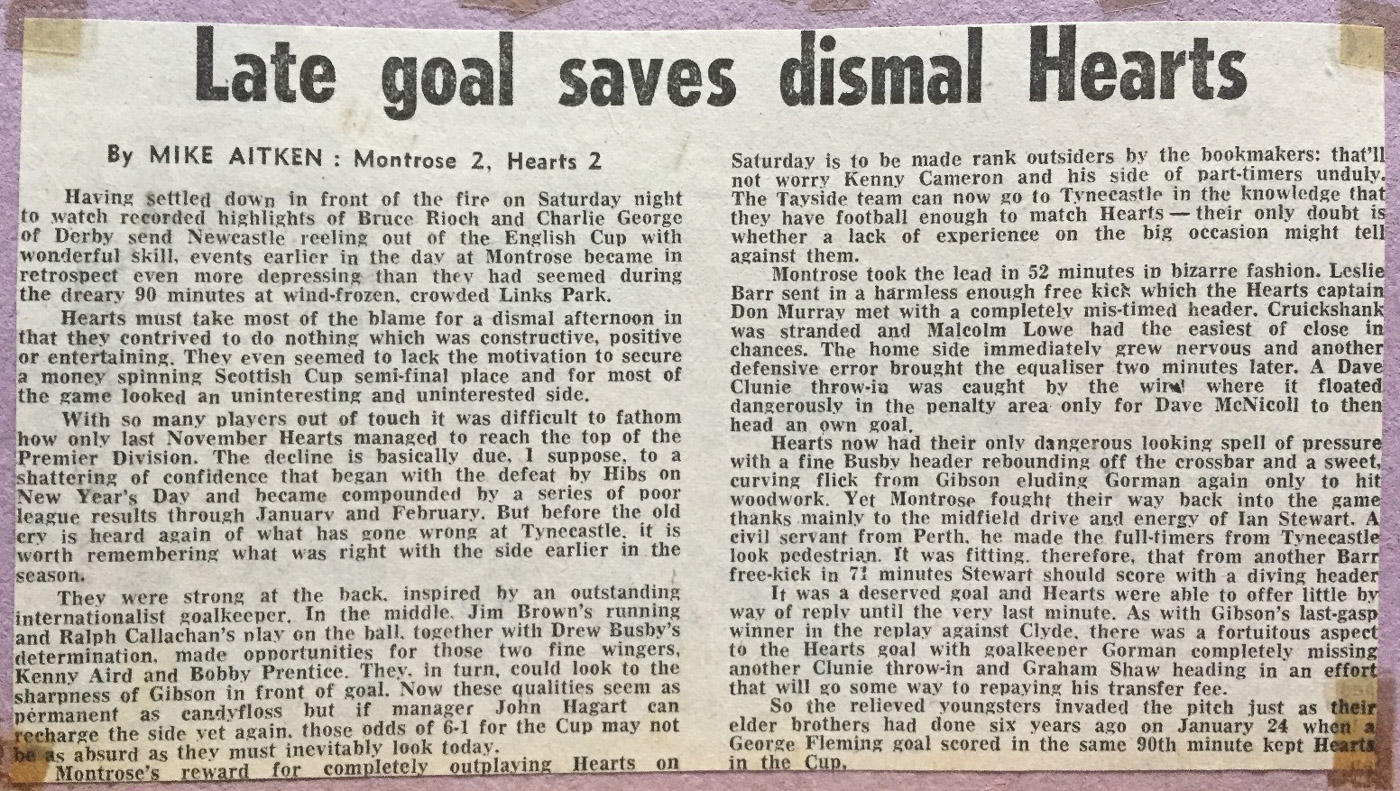 Late goal saves dismal Hearts
By MIKE AITKEN : Montrose 2, Hearts 2
Having settled down in front of the fire on Saturday night
to watch recorded highlights of Bruce Rioch and Charlie George
of Derby send Newcastle reeling out of the English Cup with
wonderful skill, events earlier in the day at Montrose became in
retrospect even more depressing than they had seemed during
the dreary 90 minutes at wind-frozen, crowded Links Park.
Hearts must take most of the blame for a dismal afternoon in
that they contrived to do nothing which was constructive, positive
or entertaining. They even seemed to lack the motivation to secure
a money spinning Scottish Cup semi-final place and for most of
the game looked an uninteresting and uninterested side.
With so many players out of touch it was difficult to fathom
how only last November Hearts managed to reach the top of the
Premier Division. The decline is basically due, I suppose, to a
shattering of confidence that began with the defeat by Hibs on
New Year's Day and became compounded by a series of poor
league results through January and February. But before the old
cry is heard again of what has gone wrong at Tynecastle, it is
worth remembering what was right with the side earlier in the
season.
They were strong at the back, inspired by an outstanding
internationalist goalkeeper. In the middle, Jim Brown's running
and Ralph Callachan's play on the ball, together with Drew Busby's
determination, made opportunities for those two fine wingers,
Kenny Aird and Bobby Prentice. They, in turn, could look to the
sharpness of Gibson in front of goal. Now these qualities seem as
permanent as candyfloss but if manager John Hagart can
recharge the side yet again, those odds of 6-1 for the Cup may not
be as absurd as they must inevitably look today.
Montrose's reward for completely outplaying Hearts on
Saturday is to be made rank outsiders by the bookmakers: that'll
not worry Kenny Cameron and his side of part-timers unduly.
The Tayside team can now go to Tynecastle in the knowledge that
they have football enough to match Hearts — their only doubt is
whether a lack of experience on the big occasion might tell
against them.
Montrose took the lead in 52 minutes in bizarre fashion. Leslie
Barr sent in a harmless enough free kick which the Hearts captain
Don Murray met with a completely mis-timed header. Cruickshank
was stranded and Malcolm Lowe had the easiest of close in
chances. The home side immediately grew nervous and another
defensive error brought the equaliser two minutes later. A Dave
Clunie throw-in was caught by the wind where it floated
dangerously in the penalty area only for Dave McNicoll to then
head an own goal.
Hearts now had their only dangerous looking spell of pressure
with a fine Busby header rebounding off the crossbar and a sweet,
curving flick from Gibson eluding Gorman again only to hit
woodwork. Yet Montrose fought their way back into the game
thanks mainly to the midfield drive and energy of Ian Stewart. A
civil servant from Perth, he made the full-timers from Tynecastle
look pedestrian. It was fitting, therefore, that from another Barr
free-kick in minutes Stewart should score with a diving header
It was a deserved goal and Hearts were able to offer little by
way of reply until the very last minute. As with Gibson's last-gasp
winner in the replay against Clyde, there was a fortuitous aspect
to the Hearts goal with goalkeeper Gorman completely missing
another Clunie throw-in and Graham Shaw heading in an effort
that will go some way to repaying his transfer fee.
So the relieved youngsters invaded the pitch just as their
elder brothers had done six years ago on January 24 when a
George Fleming goal scored in the same 90th minute kept Hearts
in the Cup.